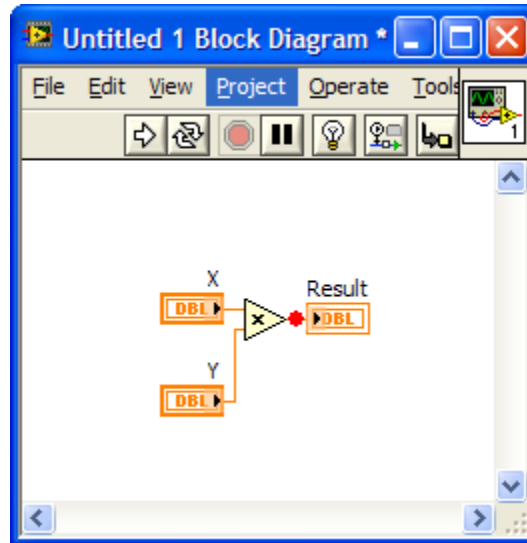 Untitled 1 Block Diagram *
File Edit View Project Operate Tools
1
X
DBL
Result
x
DBL
Y
DBL